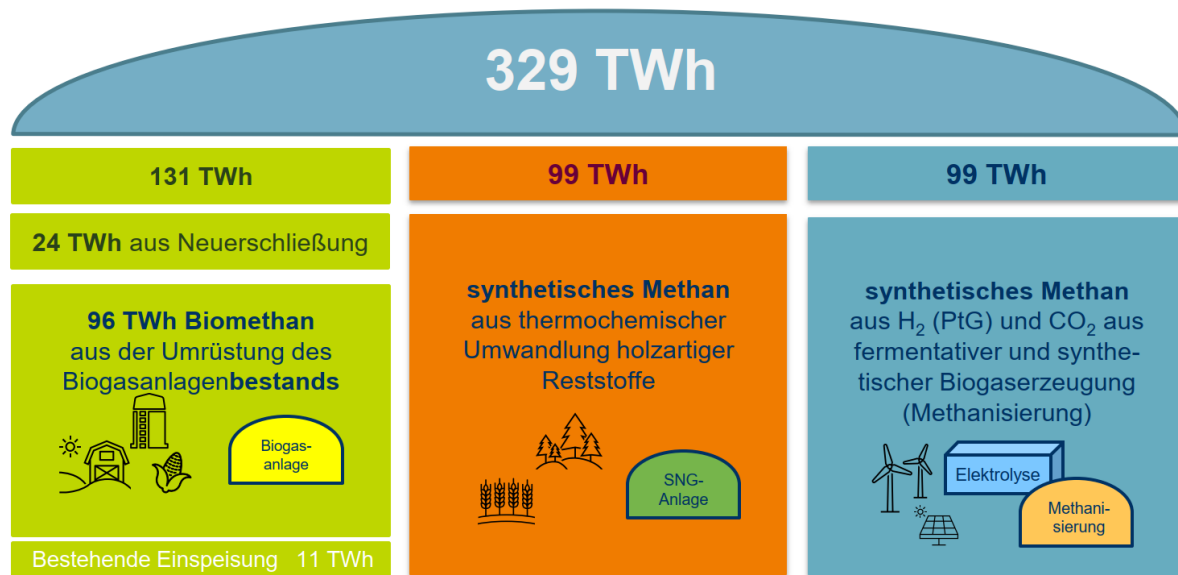 329 TWh
131 TWh
24 TWh aus Neuerschließung
96 TWh Biomethan
aus der Umrüstung des
Biogasanlagenbestands
Biogas-
anlage
Bestehende Einspeisung 11 TWh
99 TWh
synthetisches Methan
aus thermochemischer
Umwandlung holzartiger
Reststoffe
SNG-
Anlage
99 TWh
synthetisches Methan
aus H₂ (PtG) und CO₂ aus
fermentativer und synthe-
tischer Biogaserzeugung
(Methanisierung)
Elektrolyse
Methani-
sierung